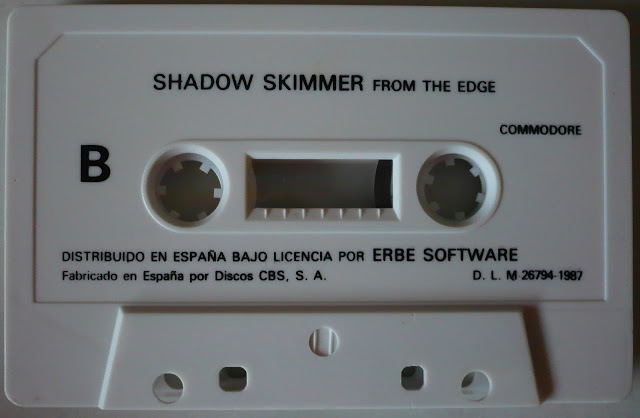 SHADOW SKIMMER FROM THE EDGE
COMMODORE
B
DISTRIBUIDO EN ESPAÑA BAJO LICENCIA POR ERBE SOFTWARE
Fabricado en España por Discos CBS, S. A. D. L. M-26794-1987